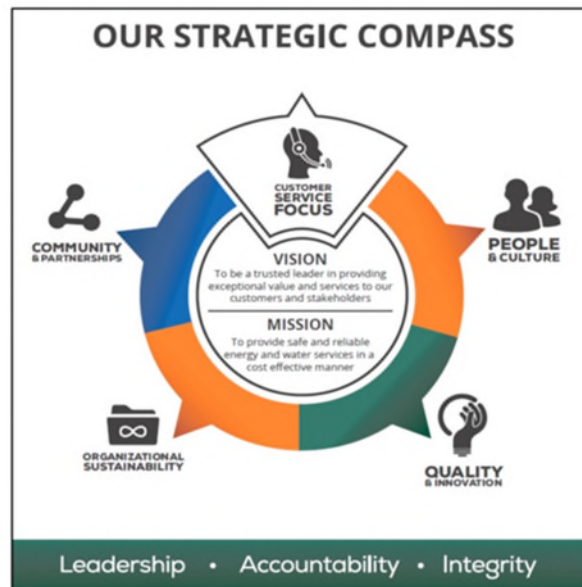 OUR STRATEGIC COMPASS
CUSTOMER
SERVICE
FOCUS
COMMUNITY
& PARTNERSHIPS
PEOPLE
& CULTURE
VISION
To be a trusted leader in providing
exceptional value and services to our
customers and stakeholders
MISSION
To provide safe and reliable
energy and water services in a
cost effective manner
ORGANIZATIONAL
SUSTAINABILITY
QUALITY
& INNOVATION
Leadership • Accountability • Integrity